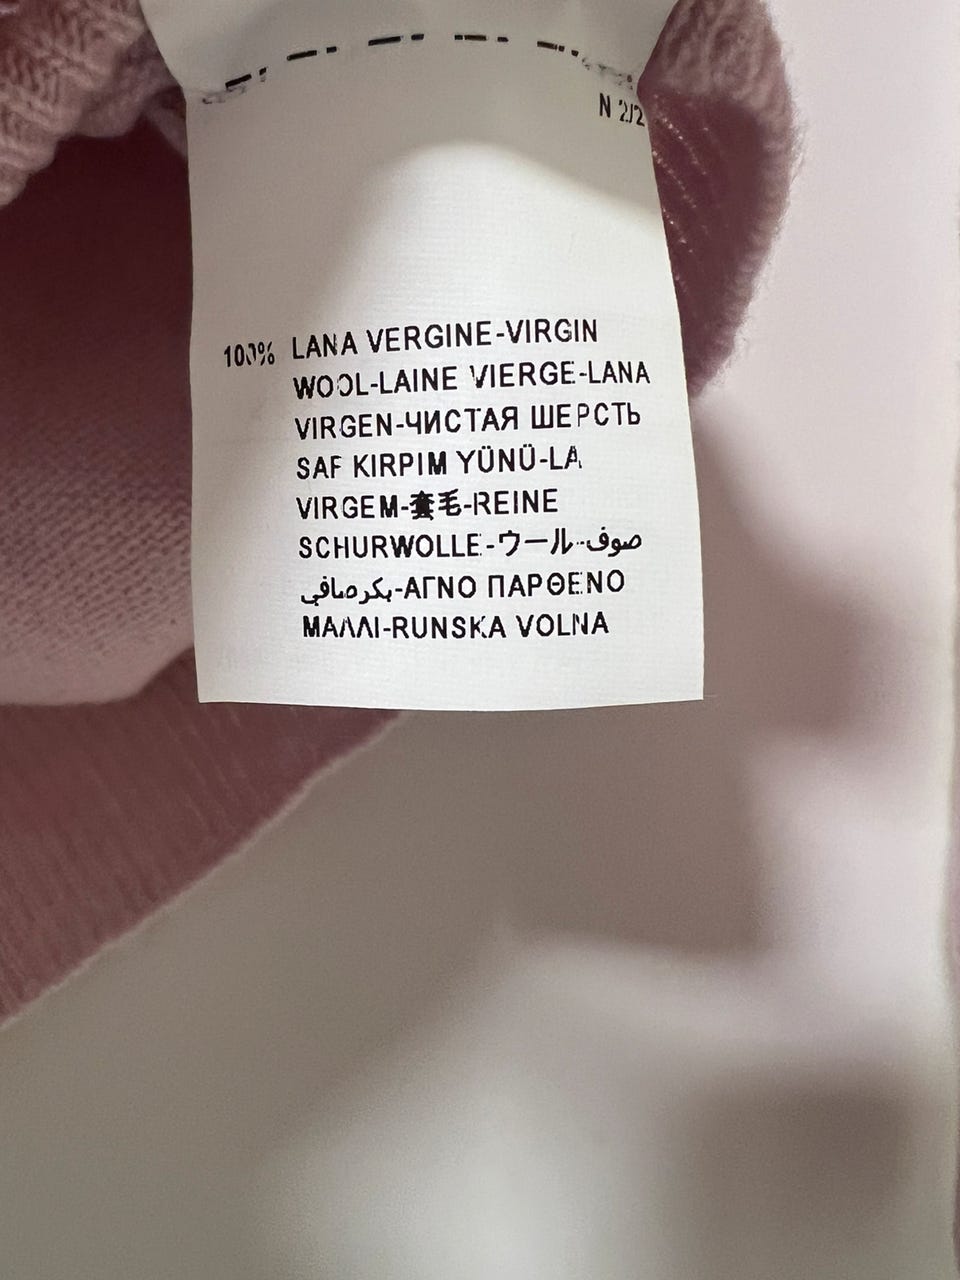 N 2/2
100% LANA VERGINE-VIRGIN
WOOL-LAINE VIERGE-LANA
VIRGEN-ЧИСТАЯ ШЕРСТЬ
SAF KIRPIM YÜNÜ-LA
VIRGEM-套毛-REINE
SCHURWOLLE-ウール-صوف
بكر صافي-ΑΓΝΟ ΠΑΡΘΕΝΟ
ΜΑΛΛΙ-RUNSKA VOLNA